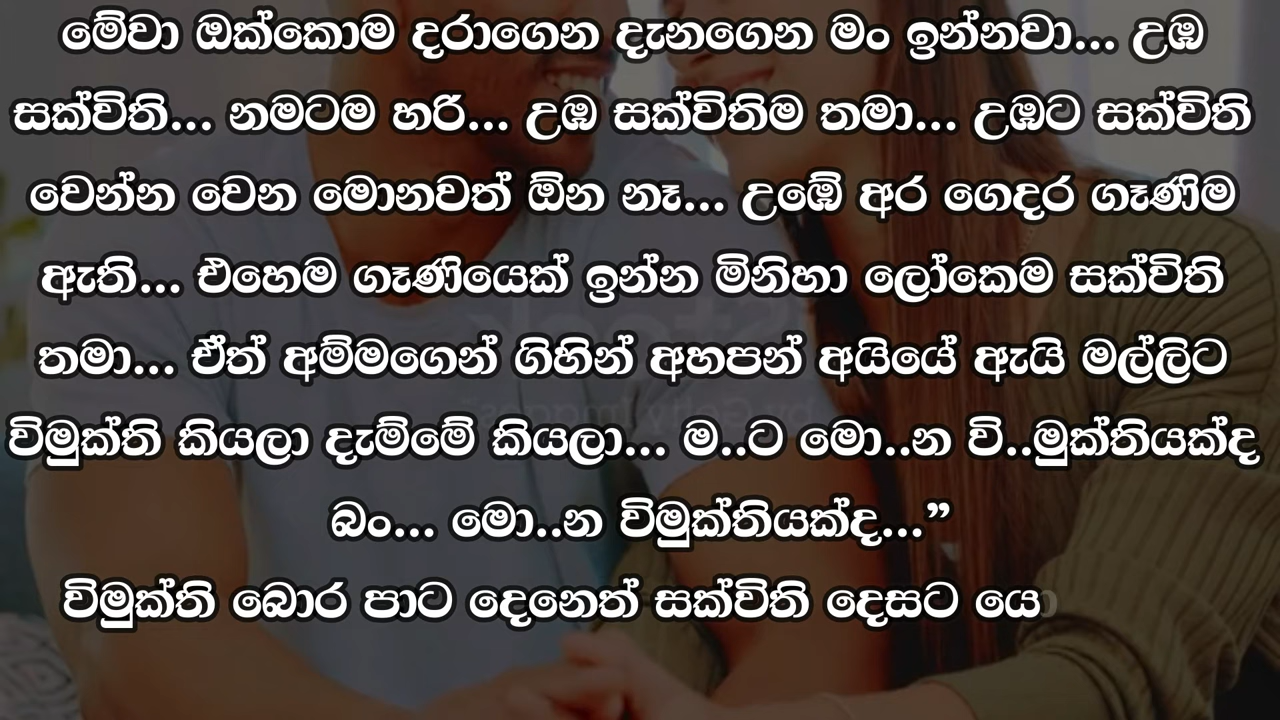 මේවා ඔක්කොම දරාගෙන දැනගෙන මං ඉන්නවා... උඹ
සක්විති... නමටම හරි... උඹ සක්විතිම තමා... උඹට සක්විති
වෙන්න වෙන මොනවත් ඕන නෑ... උඹේ අර ගෙදර ගෑණිම
ඇති... එහෙම ගෑණියෙක් ඉන්න මිනිහා ලෝකෙම සක්විති
තමා... ඒත් අම්මගෙන් ගිහින් අහපන් අයියේ ඇයි මල්ලිට
විමුක්ති කියලා දැම්මේ කියලා... ම..ට මො..න වි..මුක්තියක්ද
බං... මො..න විමුක්තියක්ද...”
විමුක්ති බොර පාට දෙනෙත් සක්විති දෙසට යො